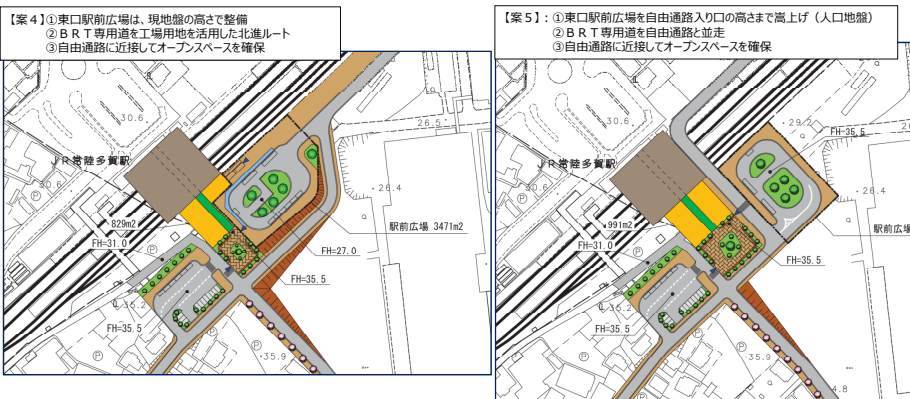 【案４】①東口駅前広場は、現地盤の高さで整備
②ＢＲＴ専用道を工場用地を活用した北進ルート
③自由通路に近接してオープンスペースを確保
30.6
26.5
ＪＲ常陸多賀駅
30.6
26.4
829m2
FH=31.0
駅前広場 3471m2
FH=27.0
FH=35.5
35.2
FH=35.5
35.9
【案５】：①東口駅前広場を自由通路入り口の高さまで嵩上げ（人口地盤）
②ＢＲＴ専用道を自由通路と並走
③自由通路に近接してオープンスペースを確保
30.6
29.2
FH=35.5
ＪＲ常陸多賀駅
30.6
26.4
991m2
FH=31.0
駅前広場
FH=35.5
35.2
FH=35.5
35.9
4.8